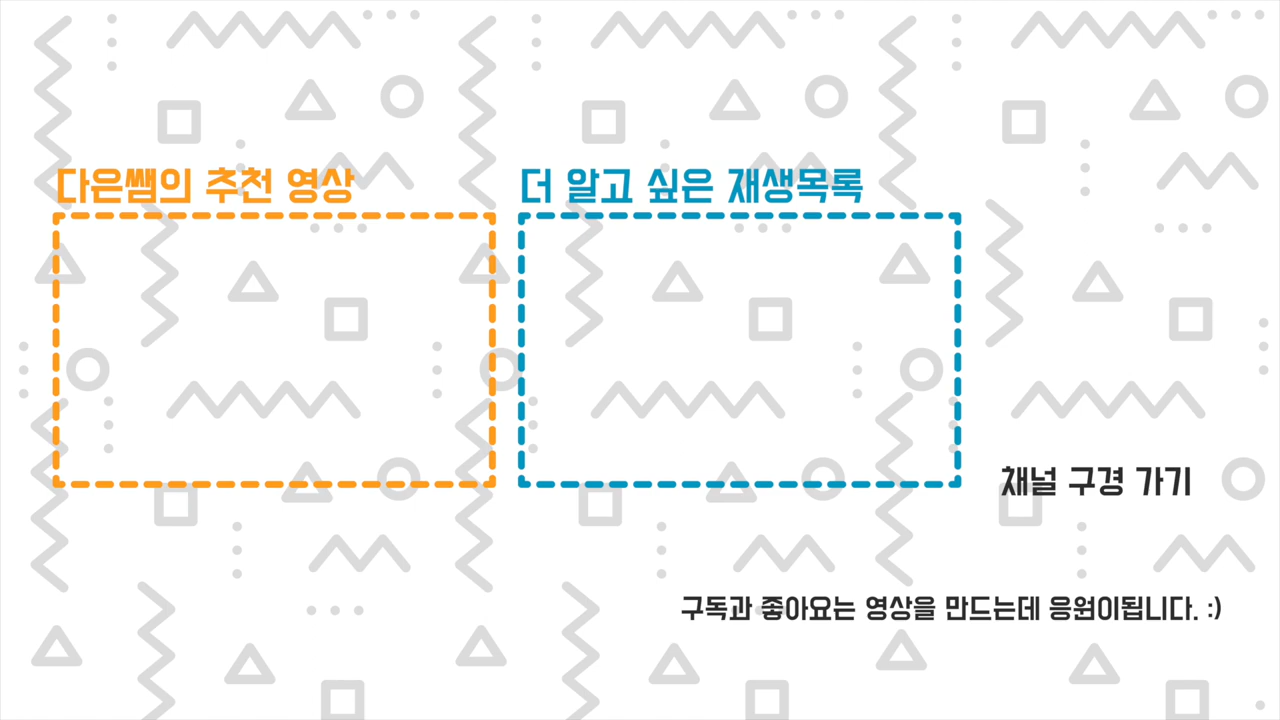 다은쌤의 추천 영상
더 알고 싶은 재생목록
채널 구경 가기
구독과 좋아요는 영상을 만드는데 응원이됩니다. :)